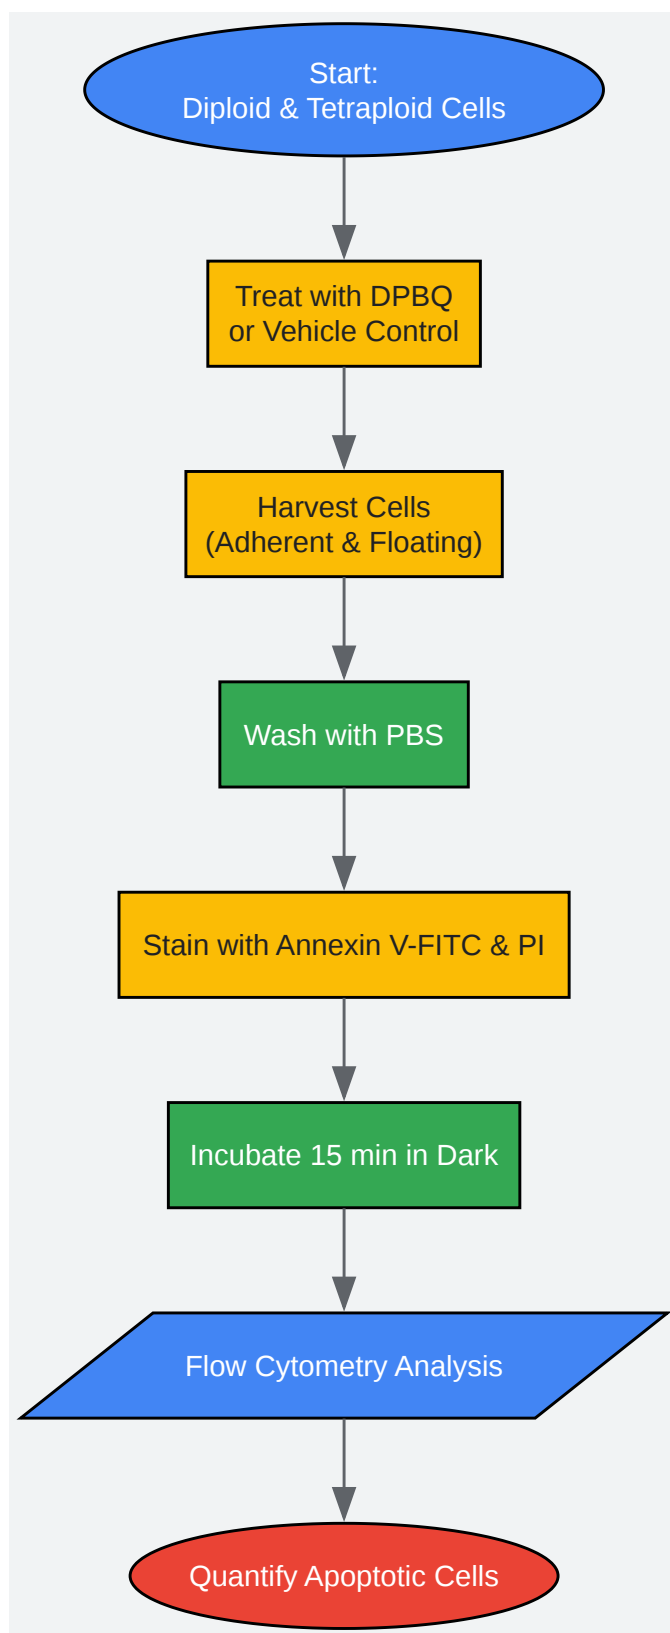 Start:
Diploid & Tetraploid Cells
Treat with DPBQ
or Vehicle Control
Harvest Cells
(Adherent & Floating)
Wash with PBS
Stain with Annexin V-FITC & PI
Incubate 15 min in Dark
Flow Cytometry Analysis
Quantify Apoptotic Cells